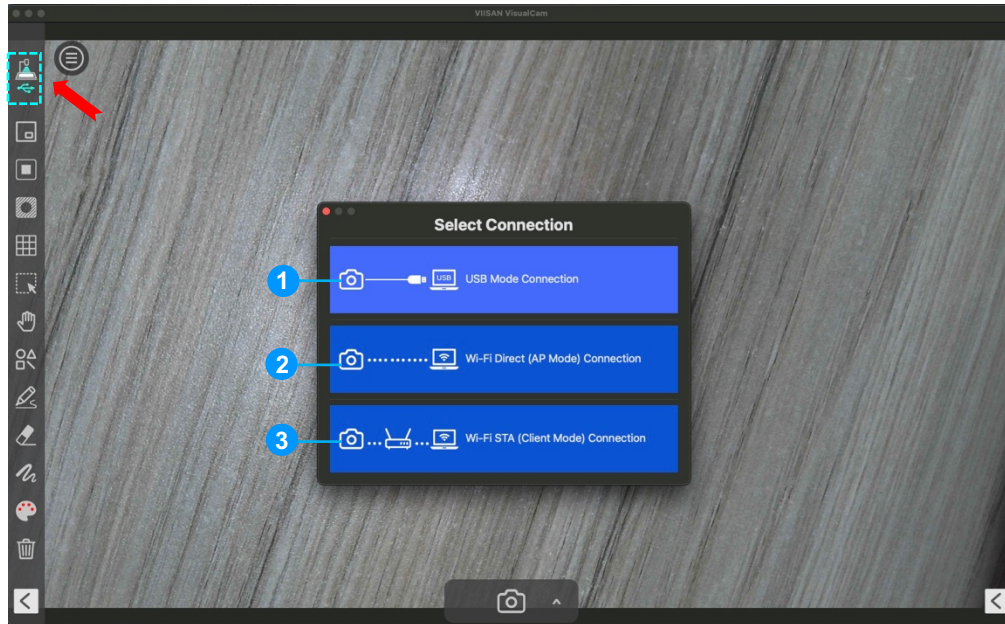 VIISAN VisualCam
Select Connection
1
USB
USB Mode Connection
2
Wi-Fi Direct (AP Mode) Connection
3
Wi-Fi STA (Client Mode) Connection